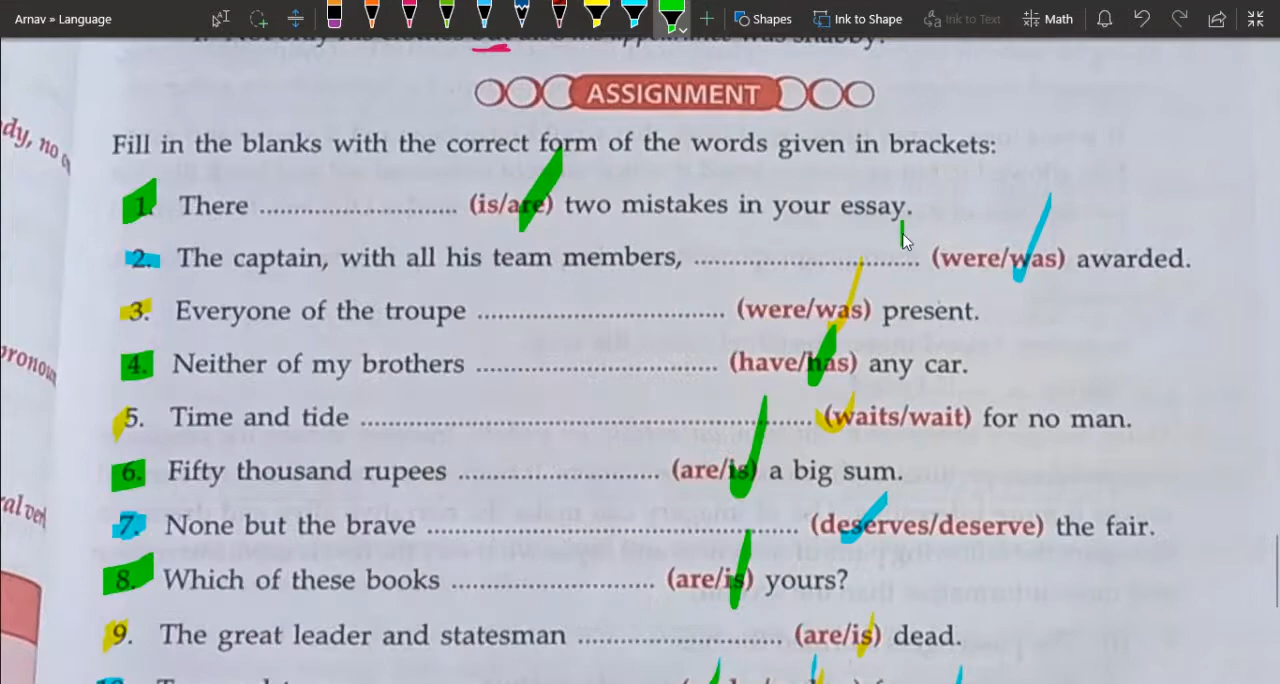 Arnav » Language Shapes Ink to Shape Ink to Text Math
ASSIGNMENT
dy, no
Fill in the blanks with the correct form of the words given in brackets:
1. There ........................... (is/are) two mistakes in your essay.
2. The captain, with all his team members, ............................... (were/was) awarded.
3. Everyone of the troupe .................................. (were/was) present.
4. Neither of my brothers .................................. (have/has) any car.
5. Time and tide ............................................................... (waits/wait) for no man.
6. Fifty thousand rupees ............................ (are/is) a big sum.
7. None but the brave (deserves/deserve) the fair.
8. Which of these books ............................ (are/is) yours?
9. The great leader and statesman ............................. (are/is) dead.